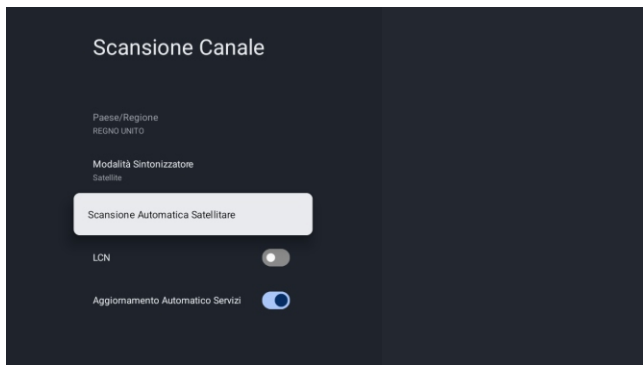 Scansione Canale
Paese/Regione
REGNO UNITO
Modalità Sintonizzatore
Satellite
Scansione Automatica Satellitare
LCN
Aggiornamento Automatico Servizi